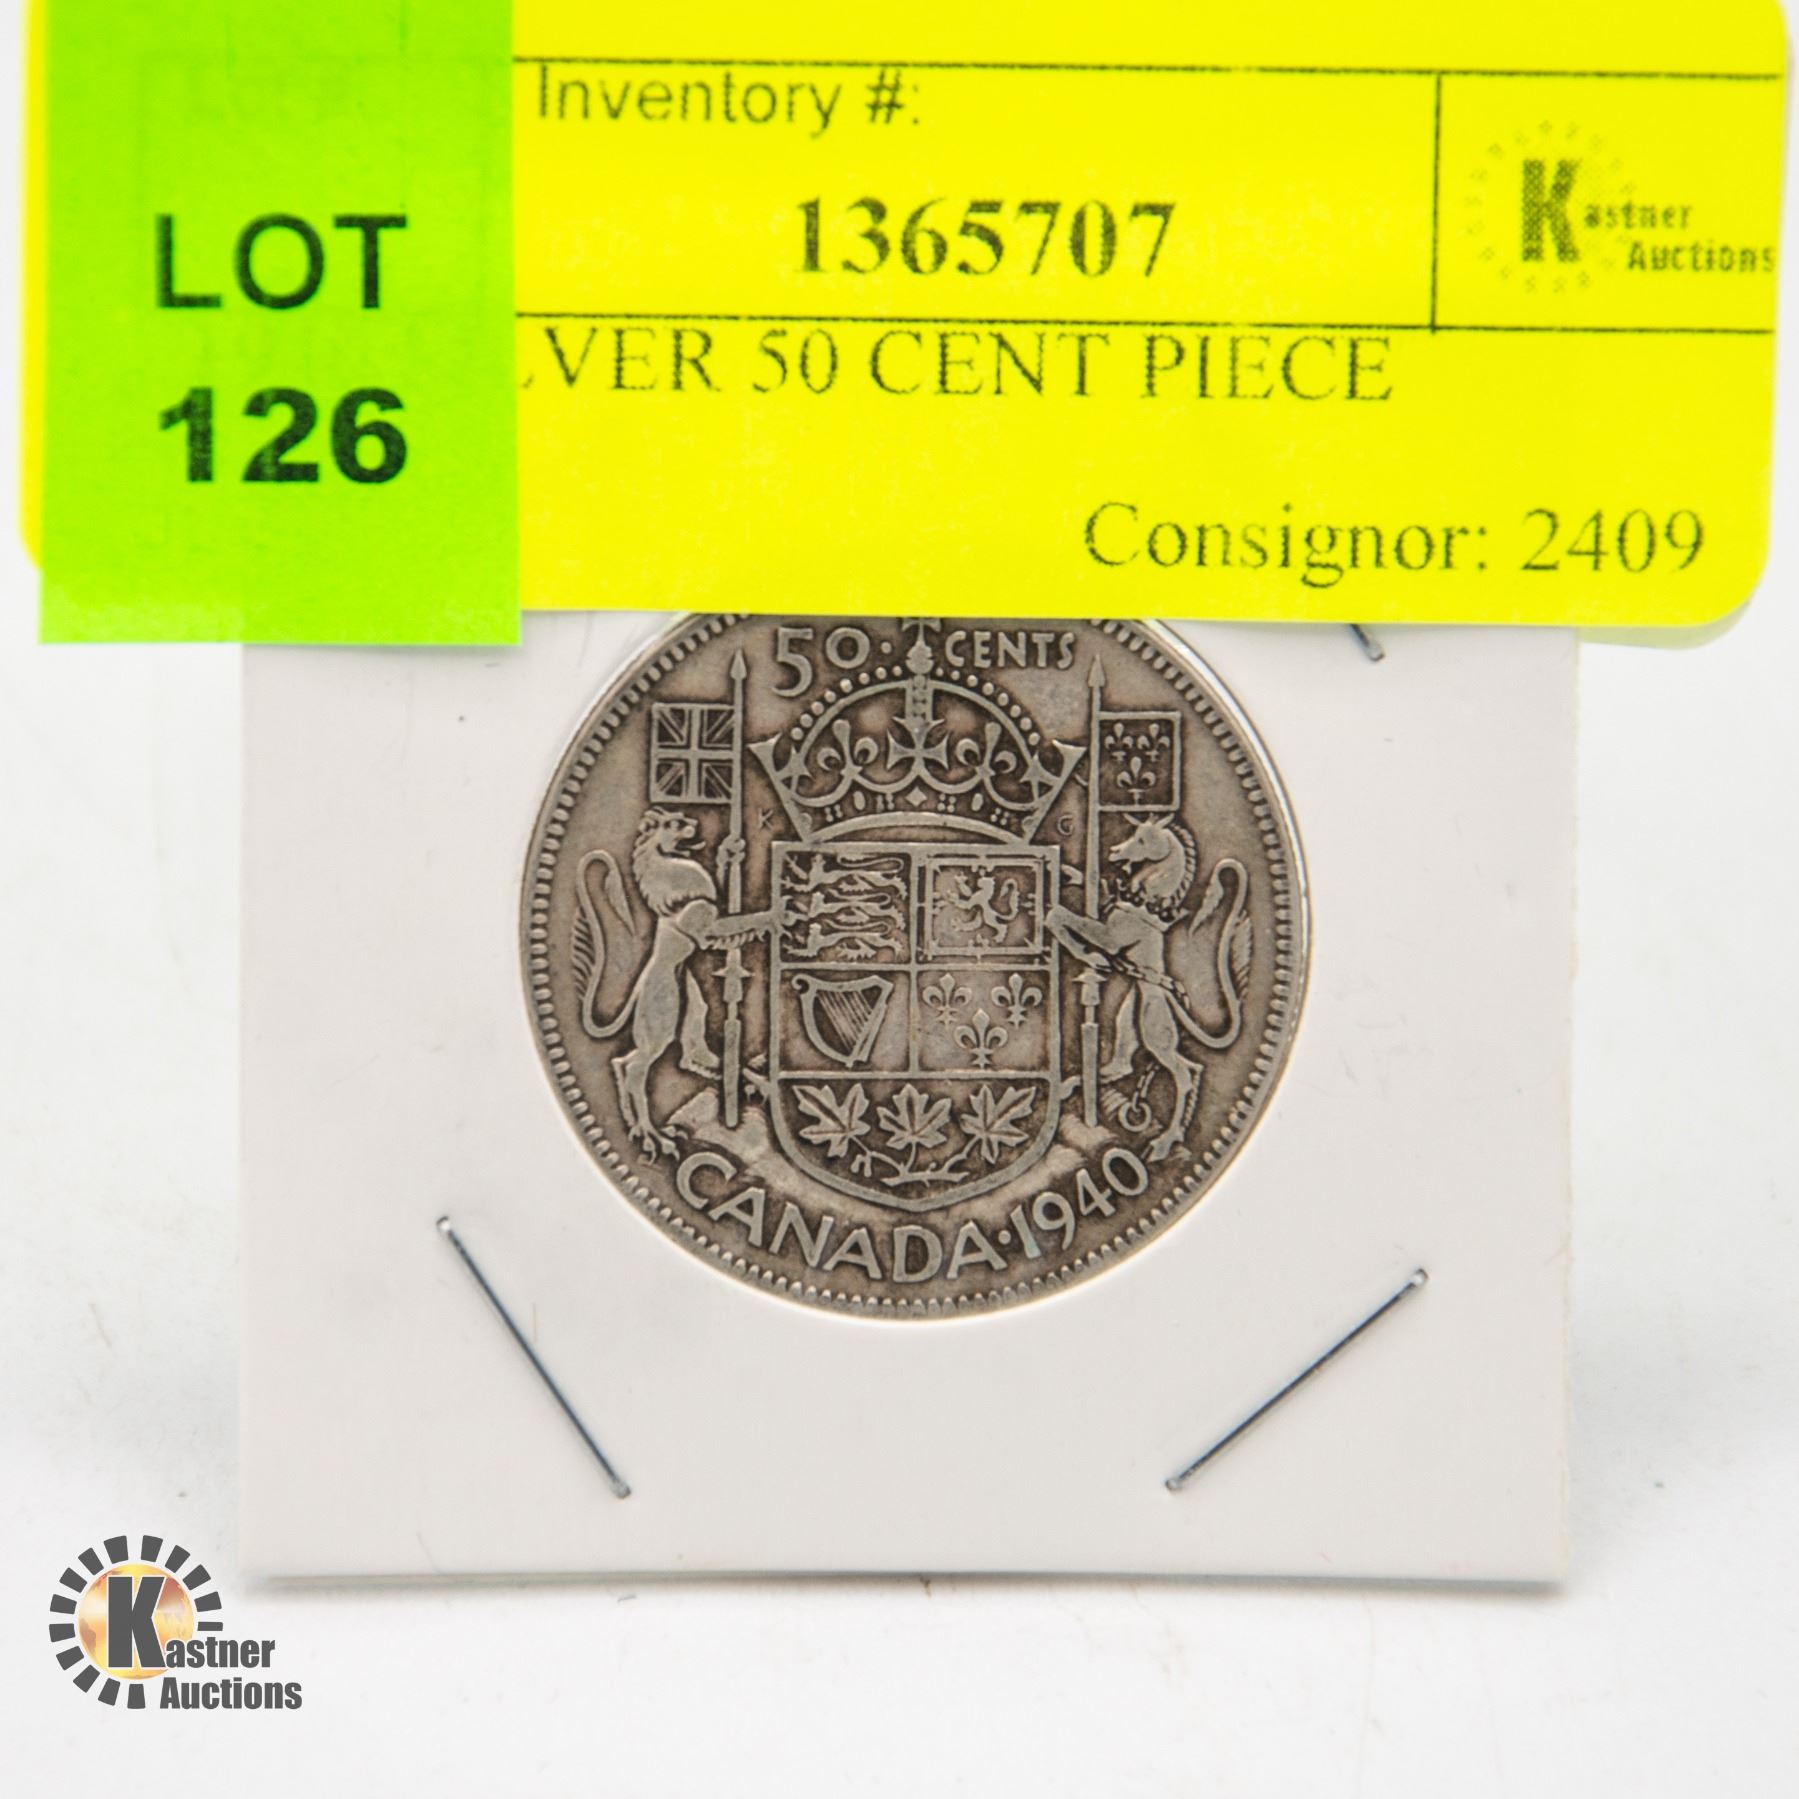 LOT
126
Inventory #:
1365707
Kastner
Auctions
LVER 50 CENT PIECE
Consignor: 2409
50 · CENTS
K G
CANADA · 1940
Kastner
Auctions